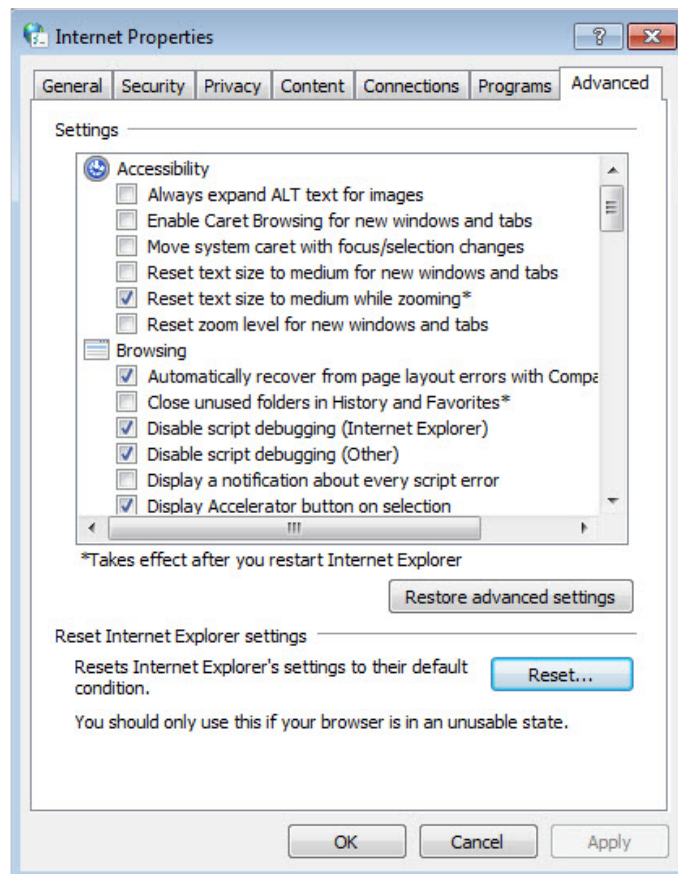 Internet Properties
General Security Privacy Content Connections Programs Advanced
Settings
Accessibility
Always expand ALT text for images
Enable Caret Browsing for new windows and tabs
Move system caret with focus/selection changes
Reset text size to medium for new windows and tabs
Reset text size to medium while zooming*
Reset zoom level for new windows and tabs
Browsing
Automatically recover from page layout errors with Compa
Close unused folders in History and Favorites*
Disable script debugging (Internet Explorer)
Disable script debugging (Other)
Display a notification about every script error
Display Accelerator button on selection
*Takes effect after you restart Internet Explorer
Restore advanced settings
Reset Internet Explorer settings
Resets Internet Explorer's settings to their default
condition.
Reset...
You should only use this if your browser is in an unusable state.
OK Cancel Apply